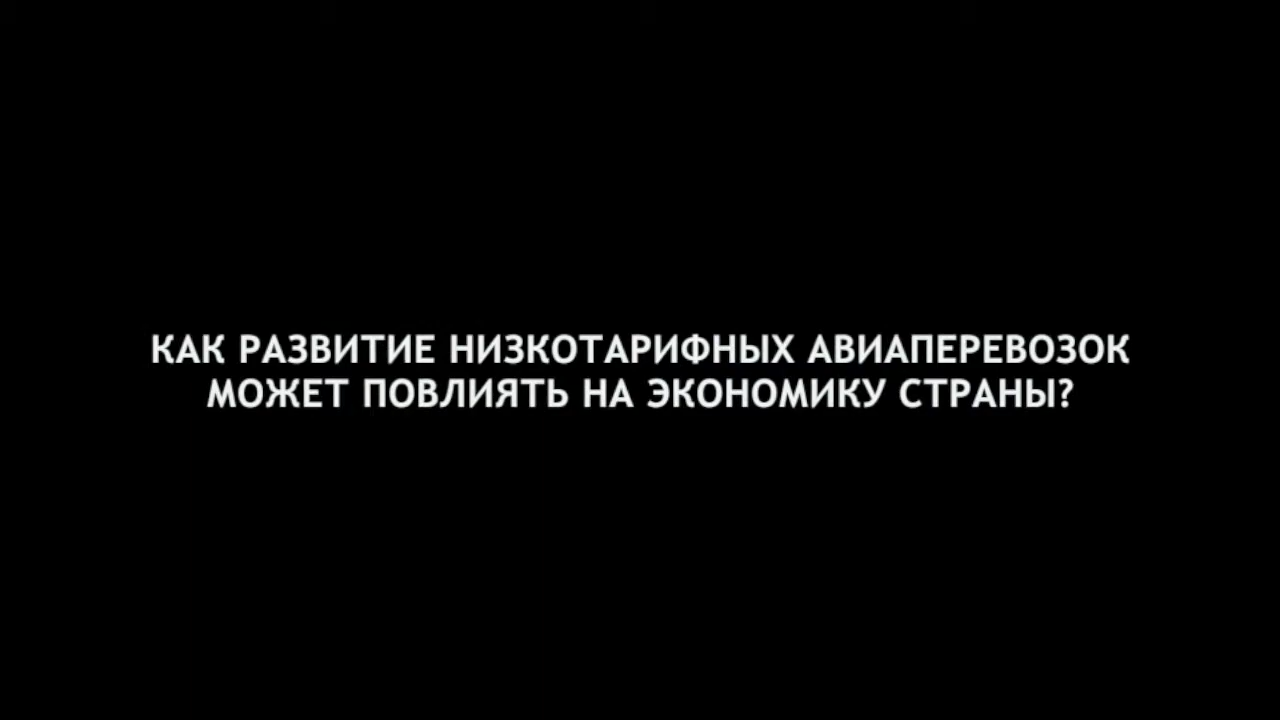 КАК РАЗВИТИЕ НИЗКОТАРИФНЫХ АВИАПЕРЕВОЗОК
МОЖЕТ ПОВЛИЯТЬ НА ЭКОНОМИКУ СТРАНЫ?